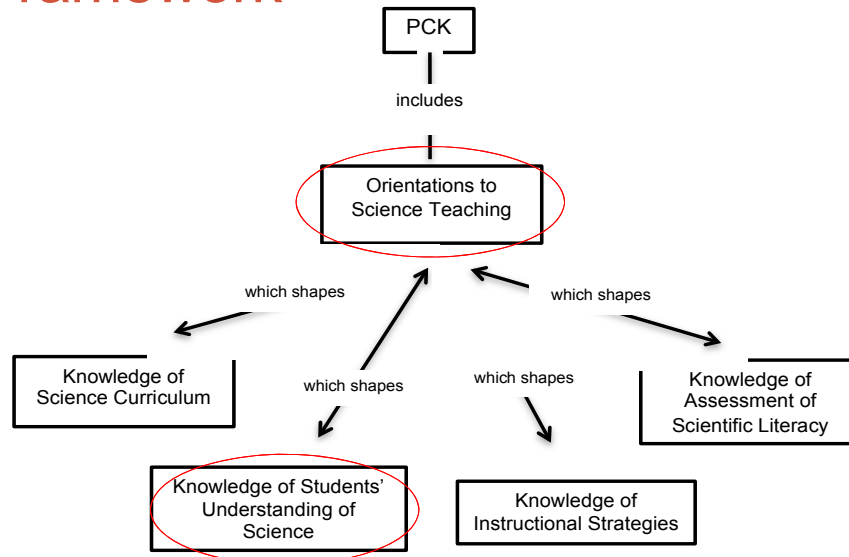 PCK
includes
Orientations to
Science Teaching
which shapes
which shapes
which shapes
which shapes
Knowledge of
Science Curriculum
Knowledge of
Assessment of
Scientific Literacy
Knowledge of Students’
Understanding of
Science
Knowledge of
Instructional Strategies